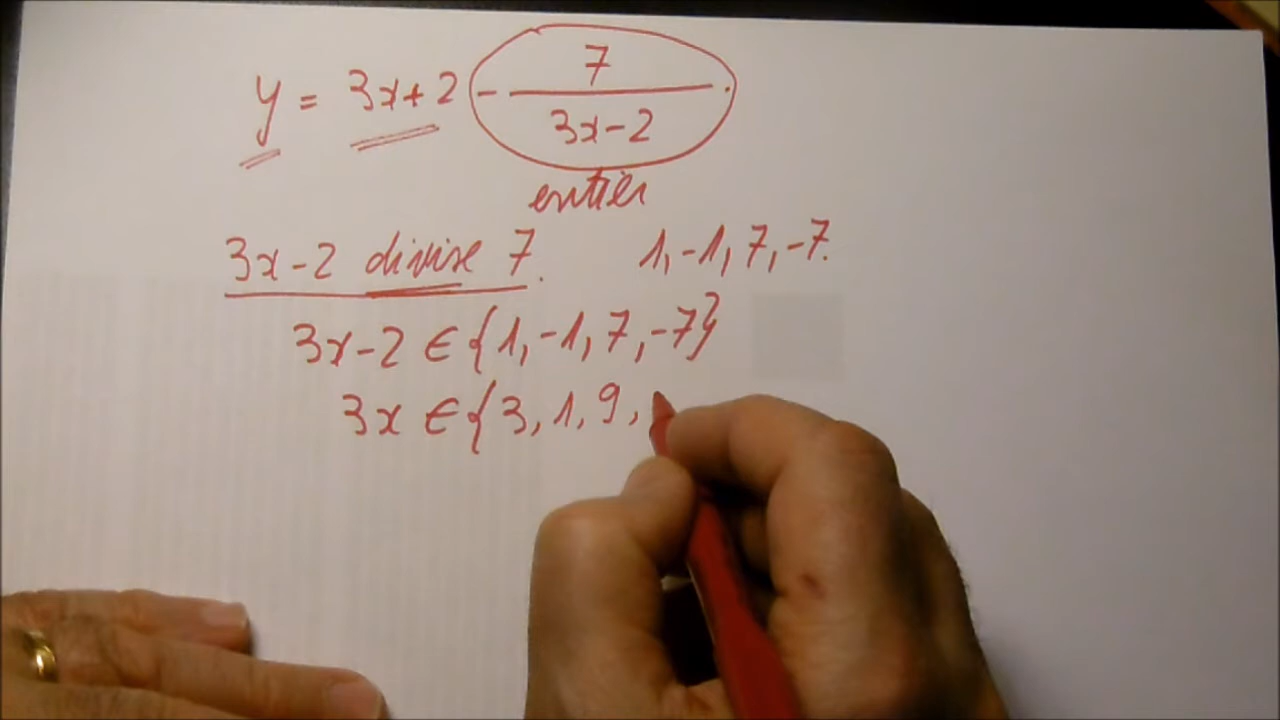 y = 3x+2 - 7/(3x-2) .
entier
3x-2 divise 7. 1, -1, 7, -7.
3x-2 ∈ {1, -1, 7, -7}
3x ∈ {3, 1, 9,